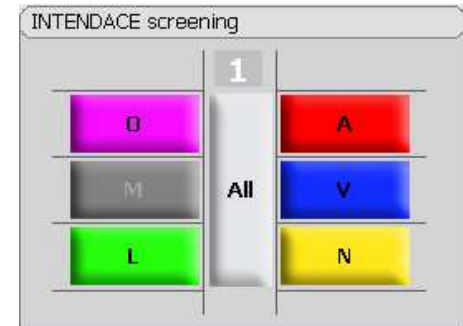 INTENDACE screening
1
O A
M All V
L N